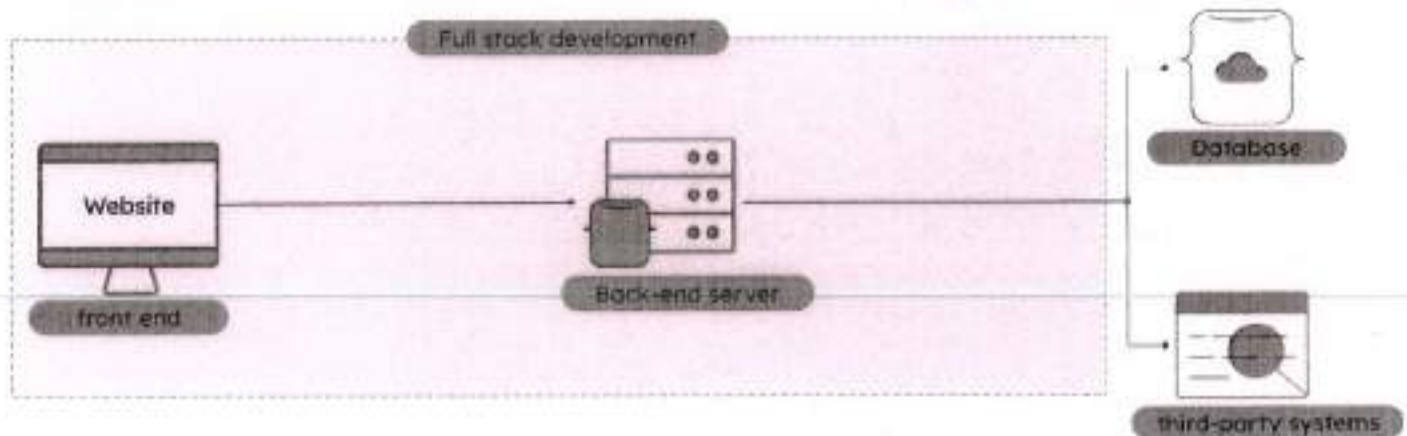 Full stack development
Website
front end
Back-end server
Database
third-party systems